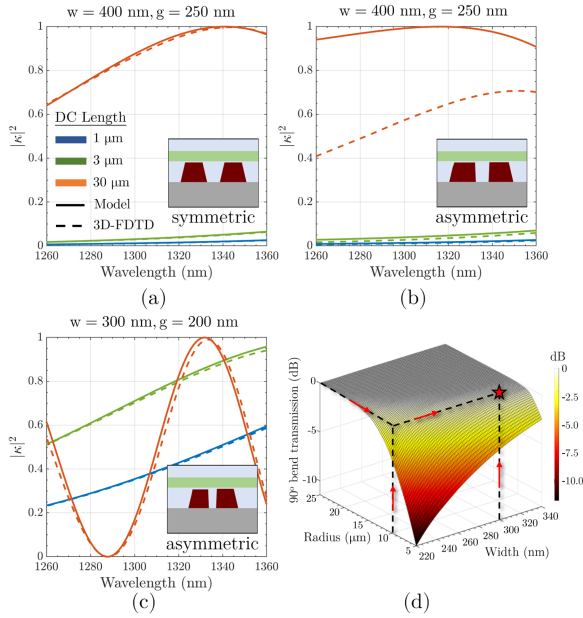 w = 400 nm, g = 250 nm
|κ|²
1
0.8
0.6
0.4
0.2
0
DC Length
1 μm
3 μm
30 μm
Model
3D-FDTD
symmetric
1260 1280 1300 1320 1340 1360
Wavelength (nm)
(a)
w = 400 nm, g = 250 nm
|κ|²
1
0.8
0.6
0.4
0.2
0
asymmetric
1260 1280 1300 1320 1340 1360
Wavelength (nm)
(b)
w = 300 nm, g = 200 nm
|κ|²
1
0.8
0.6
0.4
0.2
0
asymmetric
1260 1280 1300 1320 1340 1360
Wavelength (nm)
(c)
90° bend transmission (dB)
0
-5
-10
25
20
15
10
5
Radius (μm)
220 240 260 280 290 300 320 340
Width (nm)
dB
0
-2.5
-5.0
-7.5
-10.0
(d)